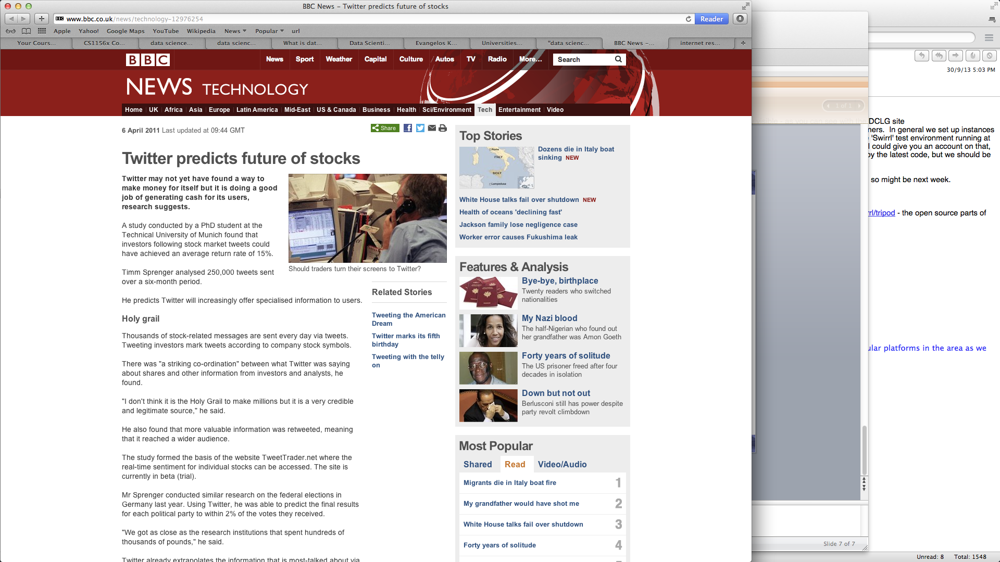 BBC News – Twitter predicts future of stocks
www.bbc.co.uk/news/technology-12976254
Reader
Apple Yahoo! Google Maps YouTube Wikipedia News Popular url
Your Cours... CS1156x Co... data science... data scienc... What is dat... Data Scienti... Evangelos K... Universities... "data scienc... BBC News –... internet res...
BBC
News Sport Weather Capital Culture Autos TV Radio More... Search
NEWS TECHNOLOGY
Home UK Africa Asia Europe Latin America Mid-East US & Canada Business Health Sci/Environment Tech Entertainment Video
6 April 2011 Last updated at 09:44 GMT
Share
Twitter predicts future of stocks
Twitter may not yet have found a way to
make money for itself but it is doing a good
job of generating cash for its users,
research suggests.
A study conducted by a PhD student at the
Technical University of Munich found that
investors following stock market tweets could
have achieved an average return rate of 15%.
Timm Sprenger analysed 250,000 tweets sent
over a six-month period.
He predicts Twitter will increasingly offer specialised information to users.
Should traders turn their screens to Twitter?
Holy grail
Thousands of stock-related messages are sent every day via tweets.
Tweeting investors mark tweets according to company stock symbols.
There was "a striking co-ordination" between what Twitter was saying
about shares and other information from investors and analysts, he
found.
"I don't think it is the Holy Grail to make millions but it is a very credible
and legitimate source," he said.
He also found that more valuable information was retweeted, meaning
that it reached a wider audience.
The study formed the basis of the website TweetTrader.net where the
real-time sentiment for individual stocks can be accessed. The site is
currently in beta (trial).
Mr Sprenger conducted similar research on the federal elections in
Germany last year. Using Twitter, he was able to predict the final results
for each political party to within 2% of the votes they received.
"We got as close as the research institutions that spent hundreds of
thousands of pounds," he said.
Twitter already extrapolates the information that is most-talked about via
Related Stories
Tweeting the American
Dream
Twitter marks its fifth
birthday
Tweeting with the telly
on
Top Stories
Rome
ITALY
SICILY
Lampedusa
Dozens die in Italy boat
sinking NEW
White House talks fail over shutdown NEW
Health of oceans 'declining fast'
Jackson family lose negligence case
Worker error causes Fukushima leak
Features & Analysis
Bye-bye, birthplace
Twenty readers who switched
nationalities
My Nazi blood
The half-Nigerian who found out
her grandfather was Amon Goeth
Forty years of solitude
The US prisoner freed after four
decades in isolation
Down but not out
Berlusconi still has power despite
party revolt climbdown
Most Popular
Shared Read Video/Audio
Migrants die in Italy boat fire 1
My grandfather would have shot me 2
White House talks fail over shutdown 3
Forty years of solitude 4
30/9/13 5:03 PM
1 of 1
DCLG site
ners. In general we set up instances
'Swirrl' test environment running at
I could give you an account on that,
by the latest code, but we should be
so might be next week.
rl/tripod - the open source parts of
ular platforms in the area as we
Slide 7 of 7
Unread: 8 Total: 1548